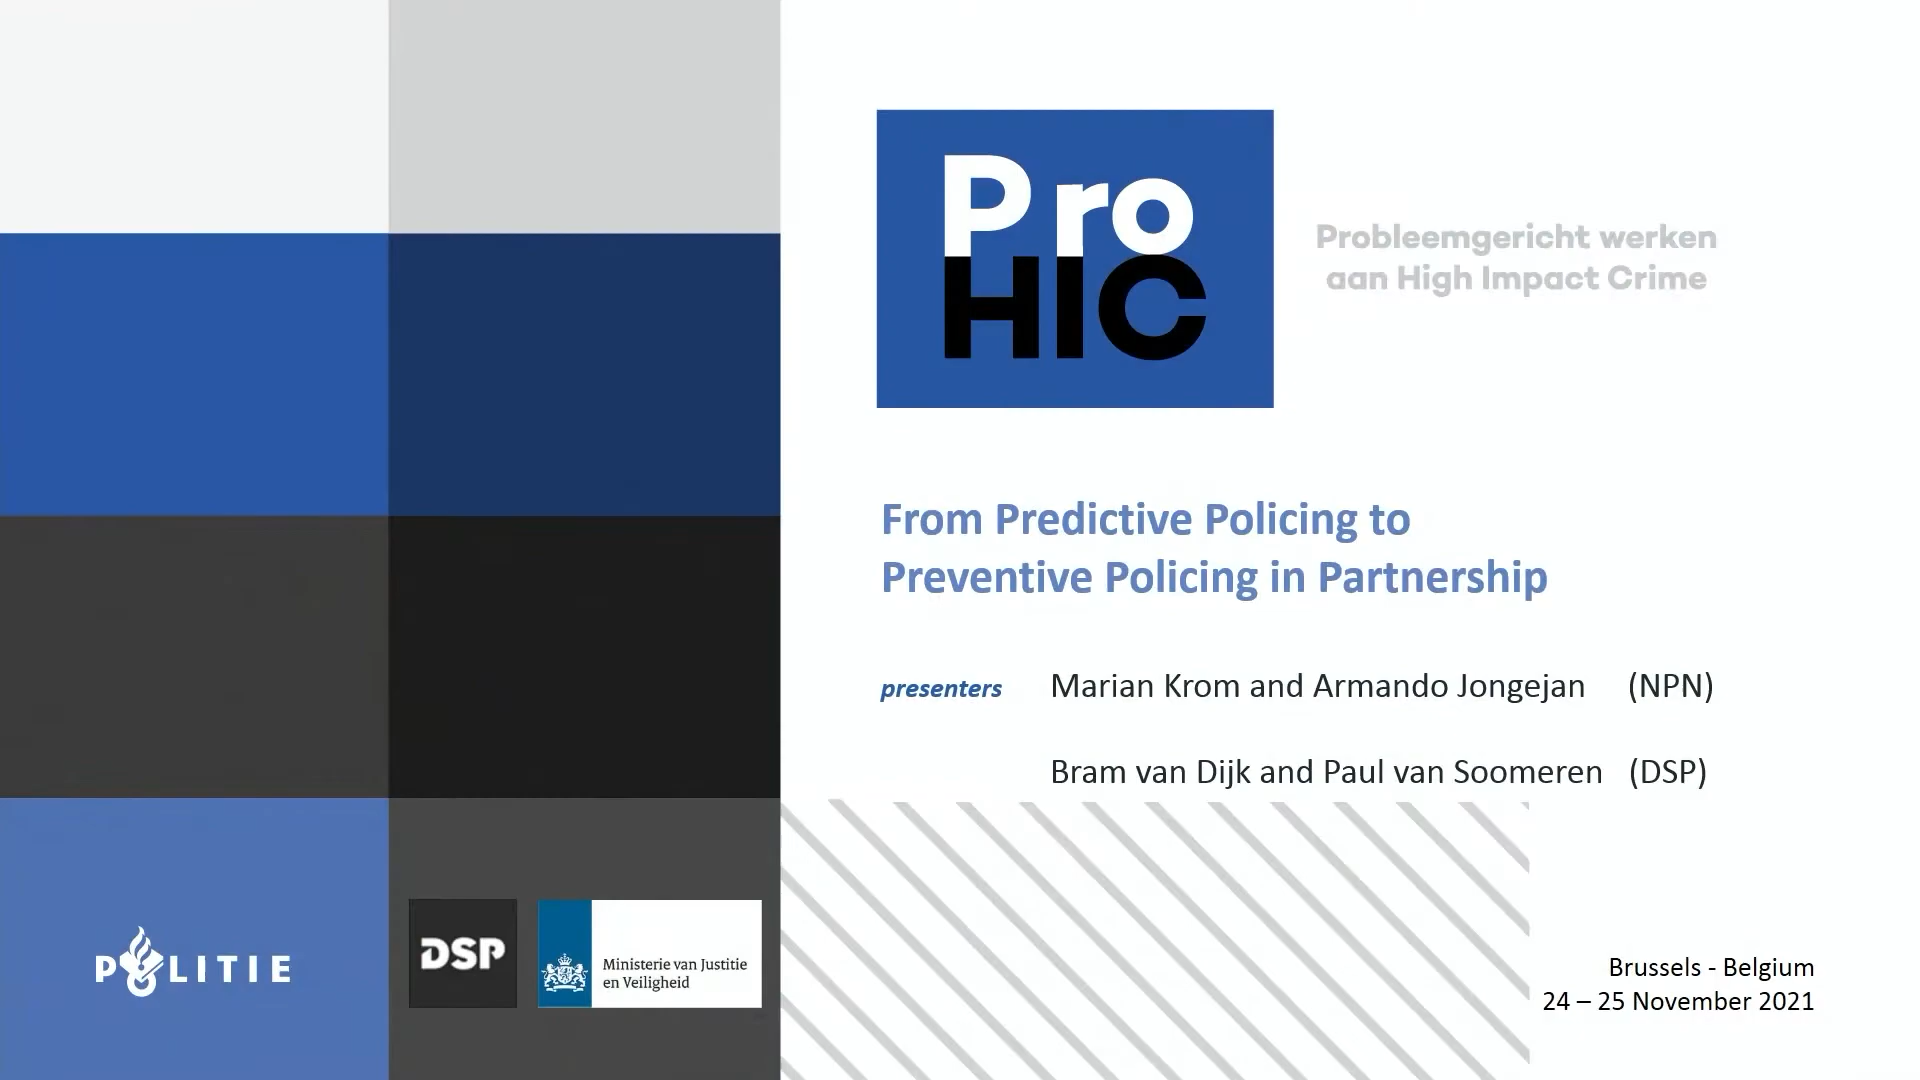 Pro
HIC
Probleemgericht werken
aan High Impact Crime
From Predictive Policing to
Preventive Policing in Partnership
presenters Marian Krom and Armando Jongejan (NPN)
Bram van Dijk and Paul van Soomeren (DSP)
POLITIE
DSP
Ministerie van Justitie
en Veiligheid
Brussels - Belgium
24 – 25 November 2021